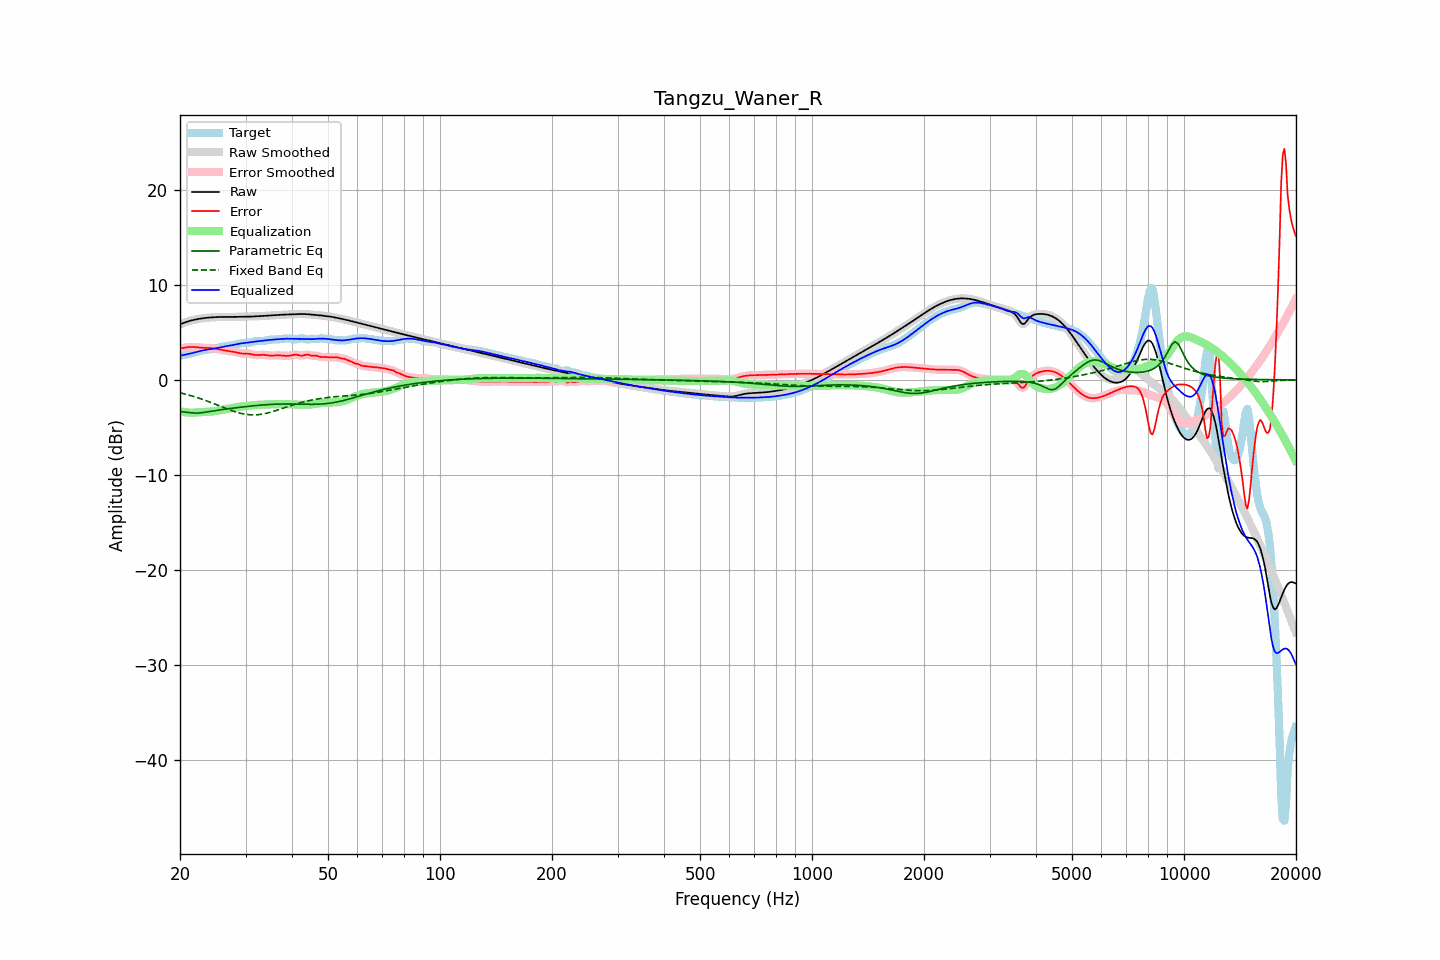 Tangzu_Waner_R
Target
Raw Smoothed
Error Smoothed
Raw
Error
Equalization
Parametric Eq
Fixed Band Eq
Equalized
20
10
0
−10
−20
−30
−40
Amplitude (dBr)
20
50
100
200
500
1000
2000
5000
10000
20000
Frequency (Hz)